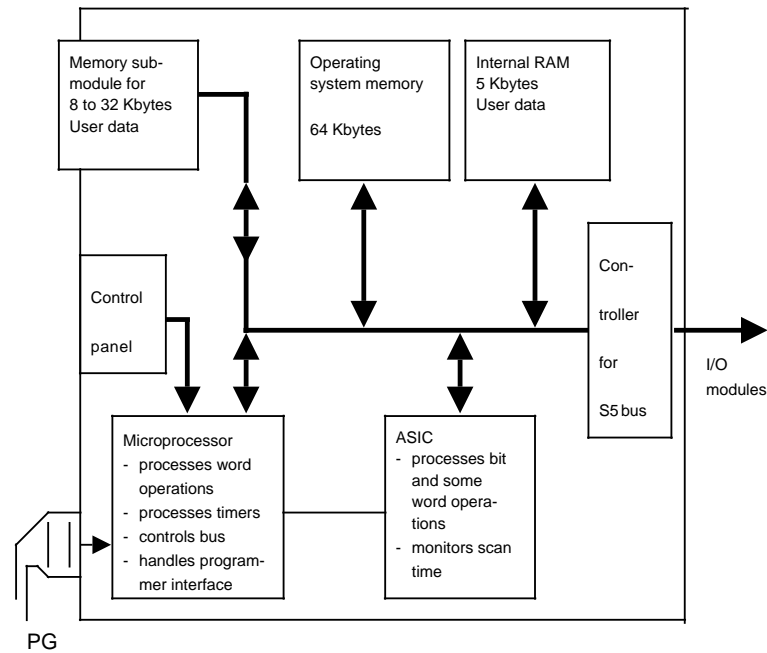 Memory sub-
module for
8 to 32 Kbytes
User data
Operating
system memory
64 Kbytes
Internal RAM
5 Kbytes
User data
Control
panel
Con-
troller
for
S5 bus
I/O
modules
Microprocessor
- processes word
operations
- processes timers
- controls bus
- handles program-
mer interface
ASIC
- processes bit
and some
word opera-
tions
- monitors scan
time
PG